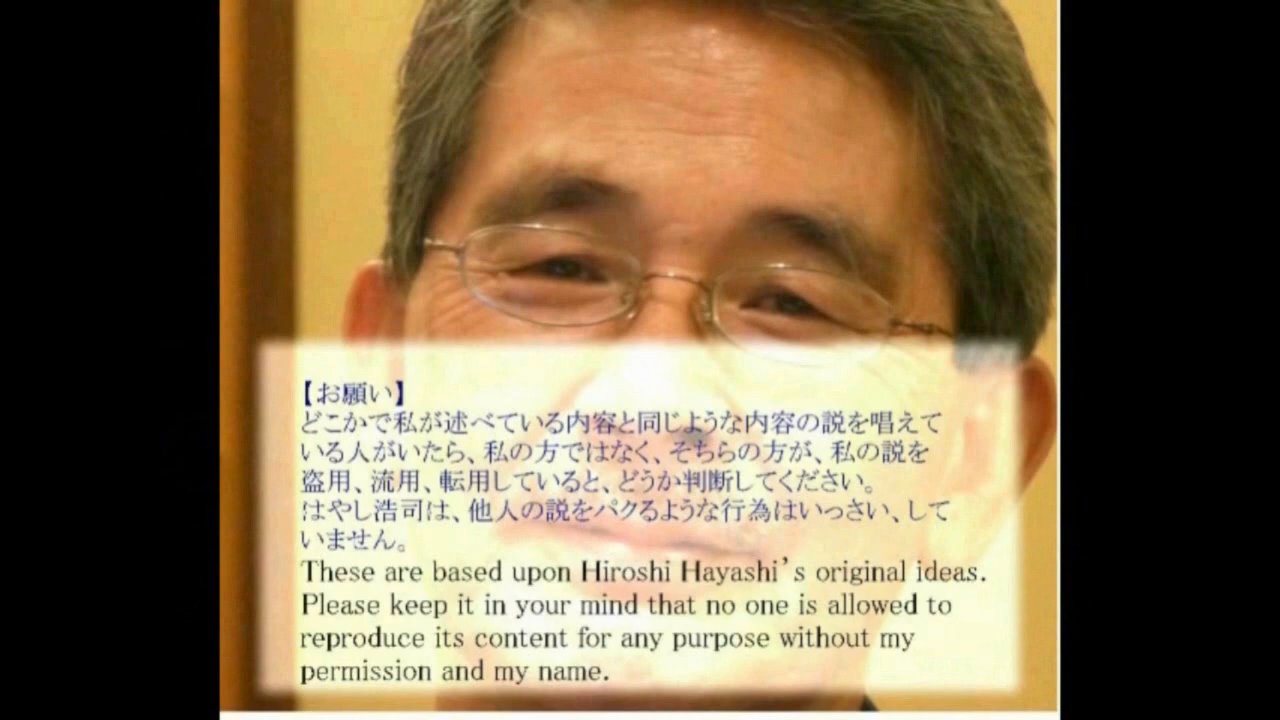 【お願い】
どこかで私が述べている内容と同じような内容の説を唱えて
いる人がいたら、私の方ではなく、そちらの方が、私の説を
盗用、流用、転用していると、どうか判断してください。
はやし浩司は、他人の説をパクるような行為はいっさい、して
いません。
These are based upon Hiroshi Hayashi’s original ideas.
Please keep it in your mind that no one is allowed to
reproduce its content for any purpose without my
permission and my name.